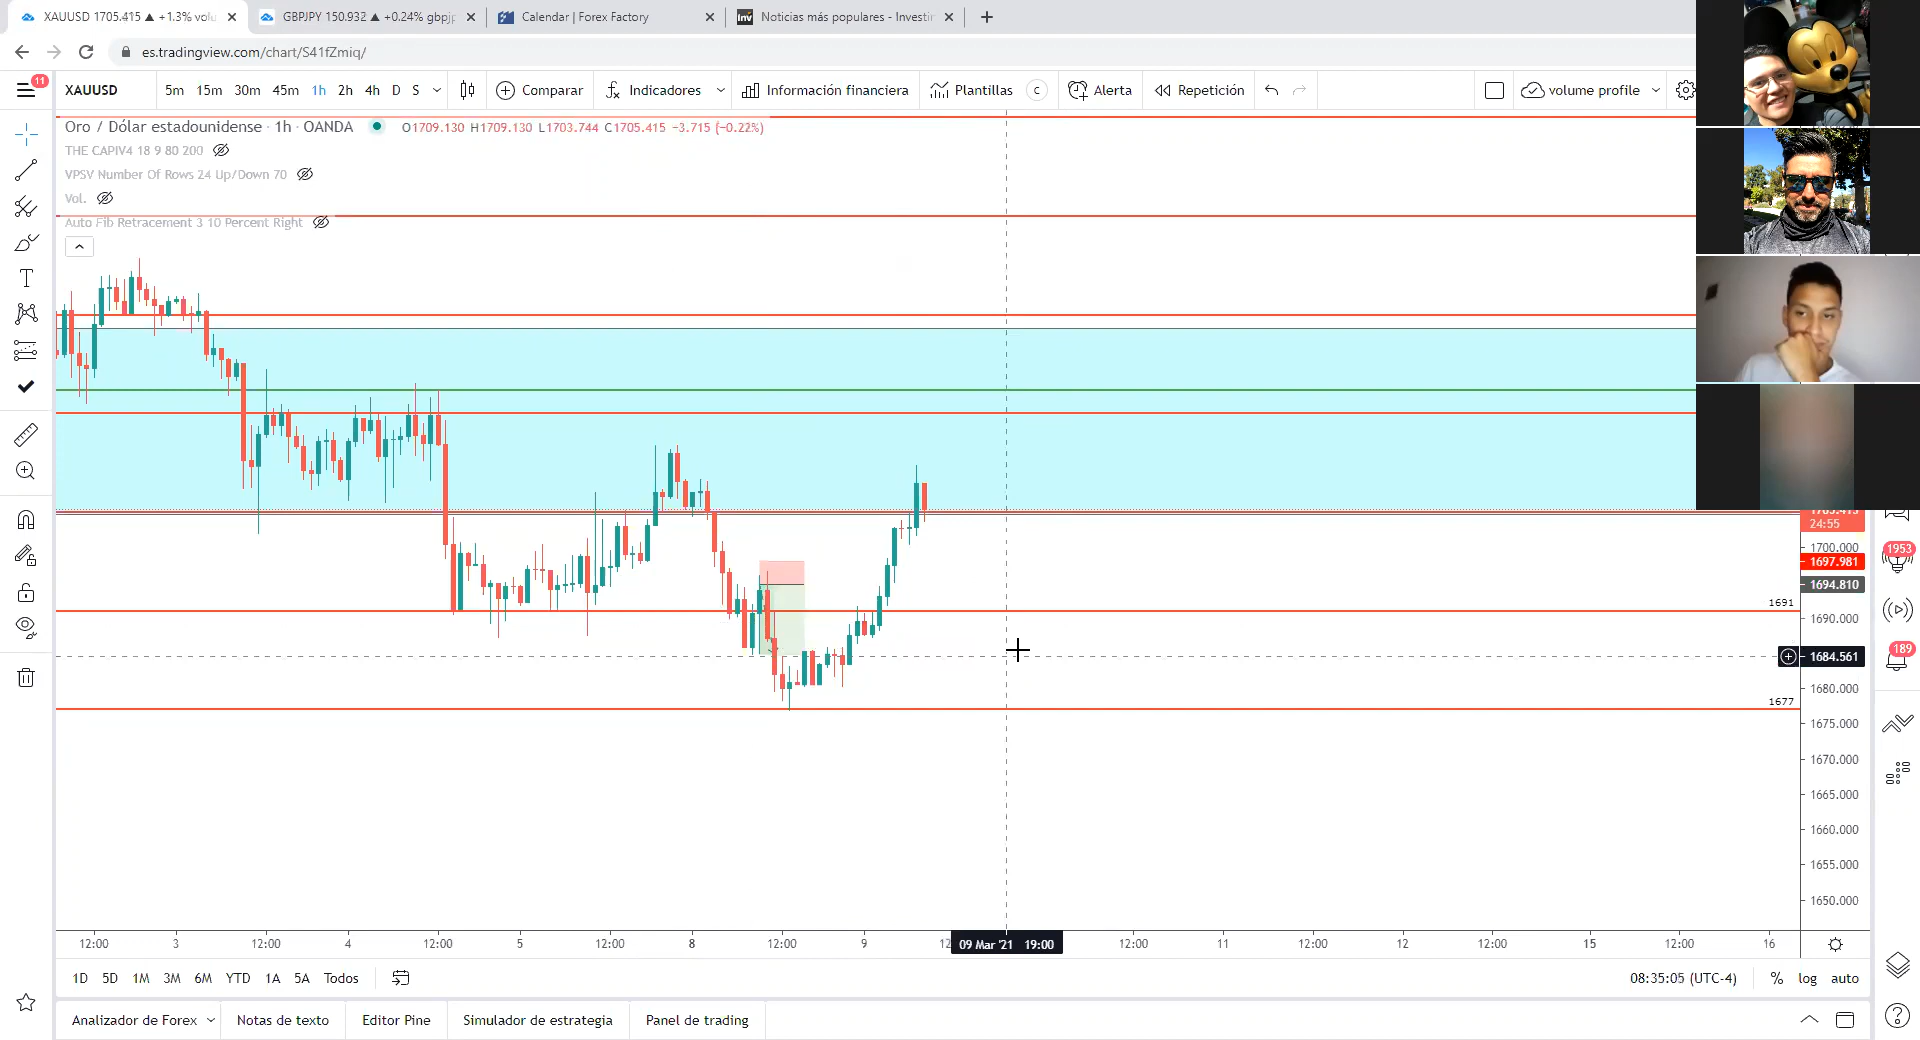 XAUUSD 1705.415 ▲ +1.3% volu
GBPJPY 150.932 ▲ +0.24% gbpjp
Calendar | Forex Factory
Noticias más populares - Investin
es.tradingview.com/chart/S41fZmiq/
11
XAUUSD
5m 15m 30m 45m 1h 2h 4h D S
Comparar
Indicadores
Información financiera
Plantillas
C
Alerta
Repetición
volume profile
Oro / Dólar estadounidense · 1h · OANDA
O1709.130 H1709.130 L1703.744 C1705.415 −3.715 (−0.22%)
THE CAPIV4 18 9 80 200
VPSV Number Of Rows 24 Up/Down 70
Vol.
Auto Fib Retracement 3 10 Percent Right
24:55
1700.000
1697.981
1694.810
1691
1690.000
1684.561
1680.000
1677
1675.000
1670.000
1665.000
1660.000
1655.000
1650.000
1953
189
12:00 3 12:00 4 12:00 5 12:00 8 12:00 9 12 09 Mar '21 19:00 12:00 11 12:00 12 12:00 15 12:00 16
1D 5D 1M 3M 6M YTD 1A 5A Todos
08:35:05 (UTC-4)
% log auto
Analizador de Forex
Notas de texto
Editor Pine
Simulador de estrategia
Panel de trading